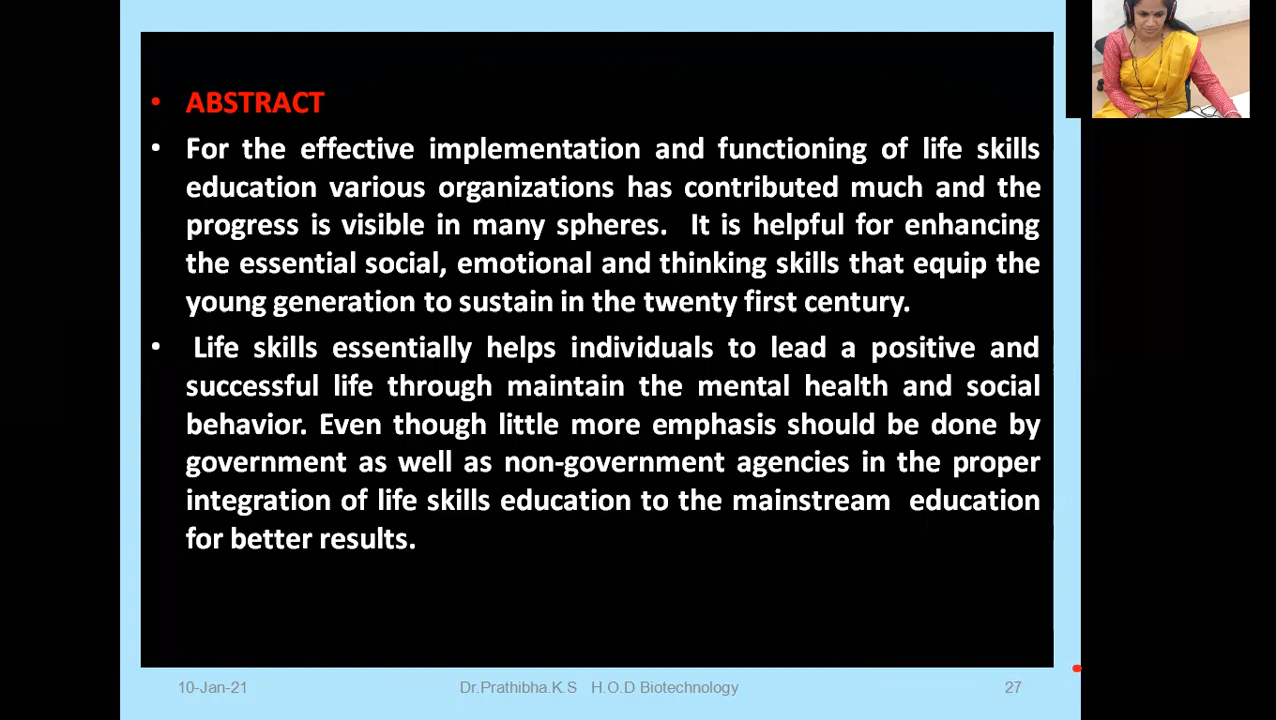 • ABSTRACT
• For the effective implementation and functioning of life skills
education various organizations has contributed much and the
progress is visible in many spheres. It is helpful for enhancing
the essential social, emotional and thinking skills that equip the
young generation to sustain in the twenty first century.
• Life skills essentially helps individuals to lead a positive and
successful life through maintain the mental health and social
behavior. Even though little more emphasis should be done by
government as well as non-government agencies in the proper
integration of life skills education to the mainstream education
for better results.
10-Jan-21 Dr.Prathibha.K.S H.O.D Biotechnology 27